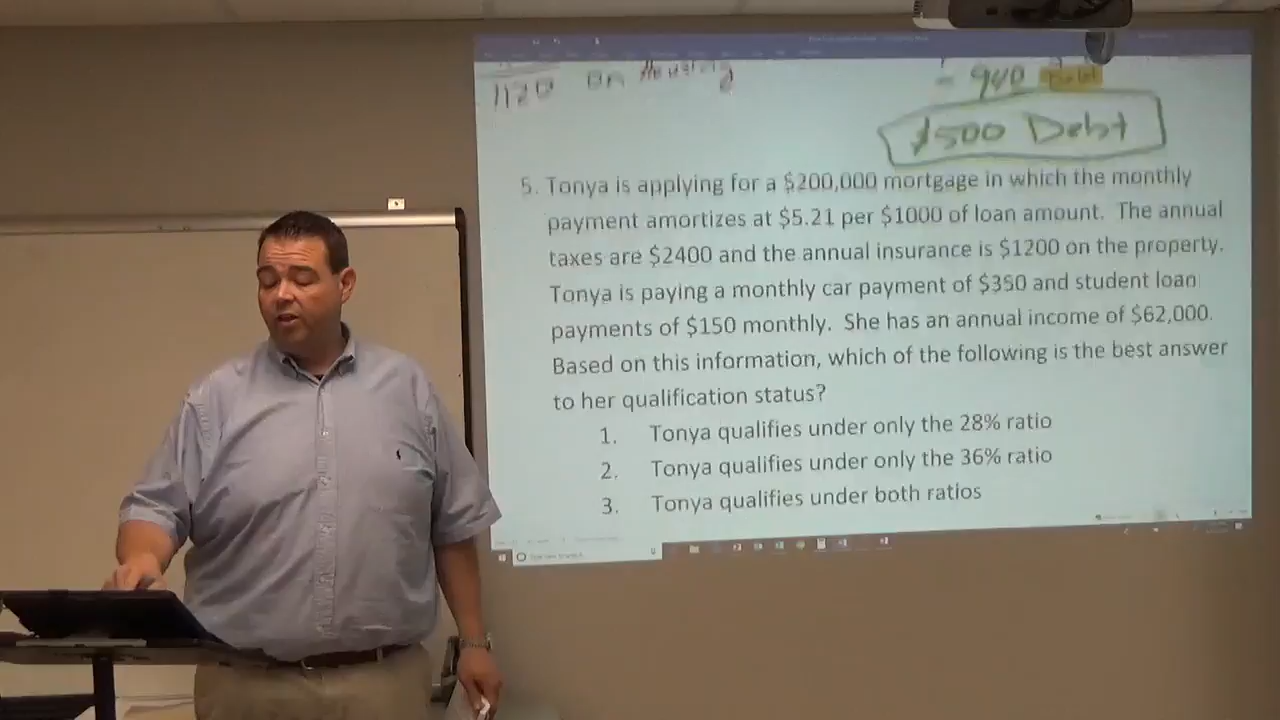 1120 on Housing
- 940 Debt
$500 Debt
5. Tonya is applying for a $200,000 mortgage in which the monthly
payment amortizes at $5.21 per $1000 of loan amount. The annual
taxes are $2400 and the annual insurance is $1200 on the property.
Tonya is paying a monthly car payment of $350 and student loan
payments of $150 monthly. She has an annual income of $62,000.
Based on this information, which of the following is the best answer
to her qualification status?
1. Tonya qualifies under only the 28% ratio
2. Tonya qualifies under only the 36% ratio
3. Tonya qualifies under both ratios